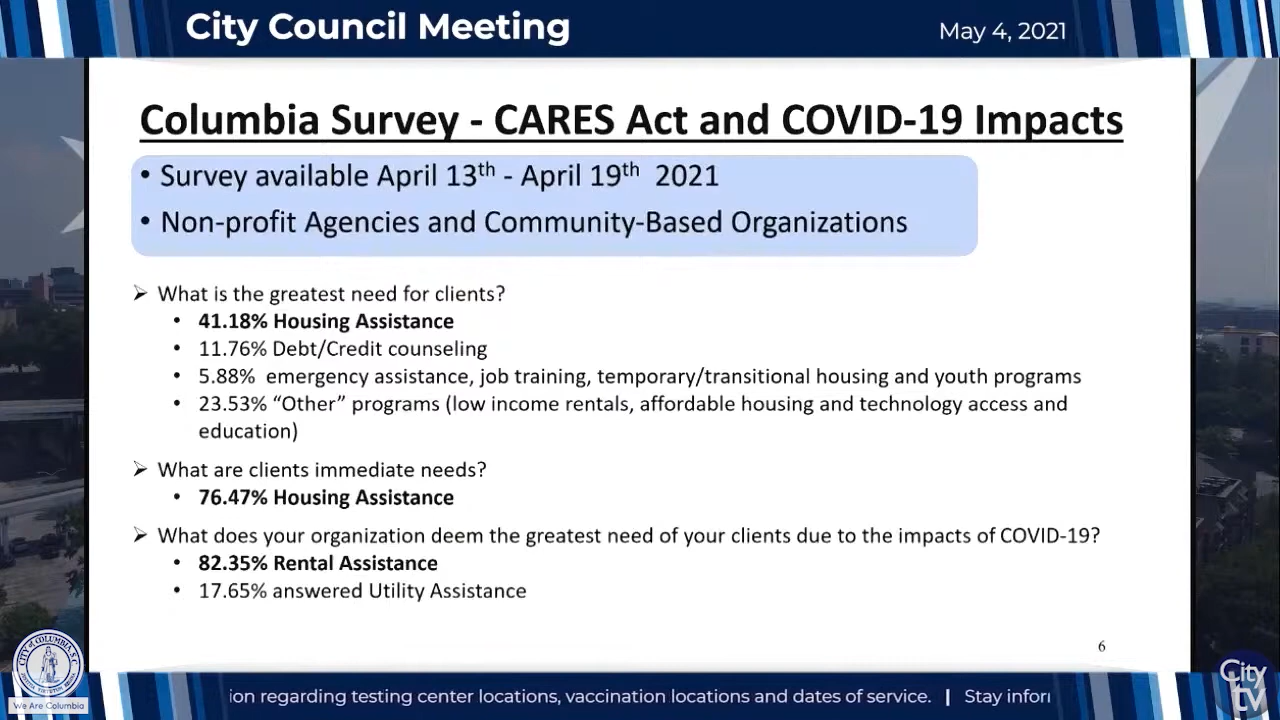 City Council Meeting
May 4, 2021
Columbia Survey - CARES Act and COVID-19 Impacts
• Survey available April 13th - April 19th 2021
• Non-profit Agencies and Community-Based Organizations
➢ What is the greatest need for clients?
• 41.18% Housing Assistance
• 11.76% Debt/Credit counseling
• 5.88% emergency assistance, job training, temporary/transitional housing and youth programs
• 23.53% “Other” programs (low income rentals, affordable housing and technology access and
education)
➢ What are clients immediate needs?
• 76.47% Housing Assistance
➢ What does your organization deem the greatest need of your clients due to the impacts of COVID-19?
• 82.35% Rental Assistance
• 17.65% answered Utility Assistance
6
CITY OF COLUMBIA, S.C.
We Are Columbia
ion regarding testing center locations, vaccination locations and dates of service. | Stay infor
City
tv